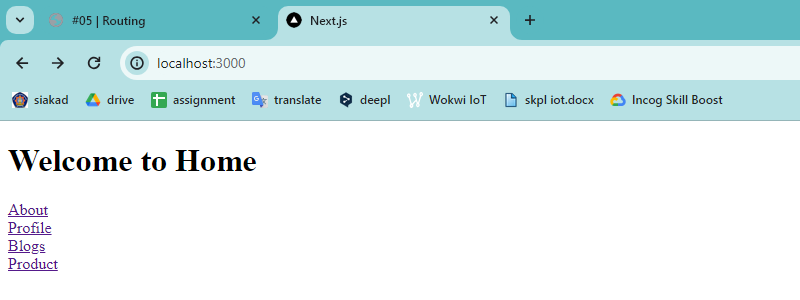 #05 | Routing
Next.js
localhost:3000
siakad drive assignment translate deepl Wokwi IoT skpl iot.docx Incog Skill Boost
Welcome to Home
About
Profile
Blogs
Product